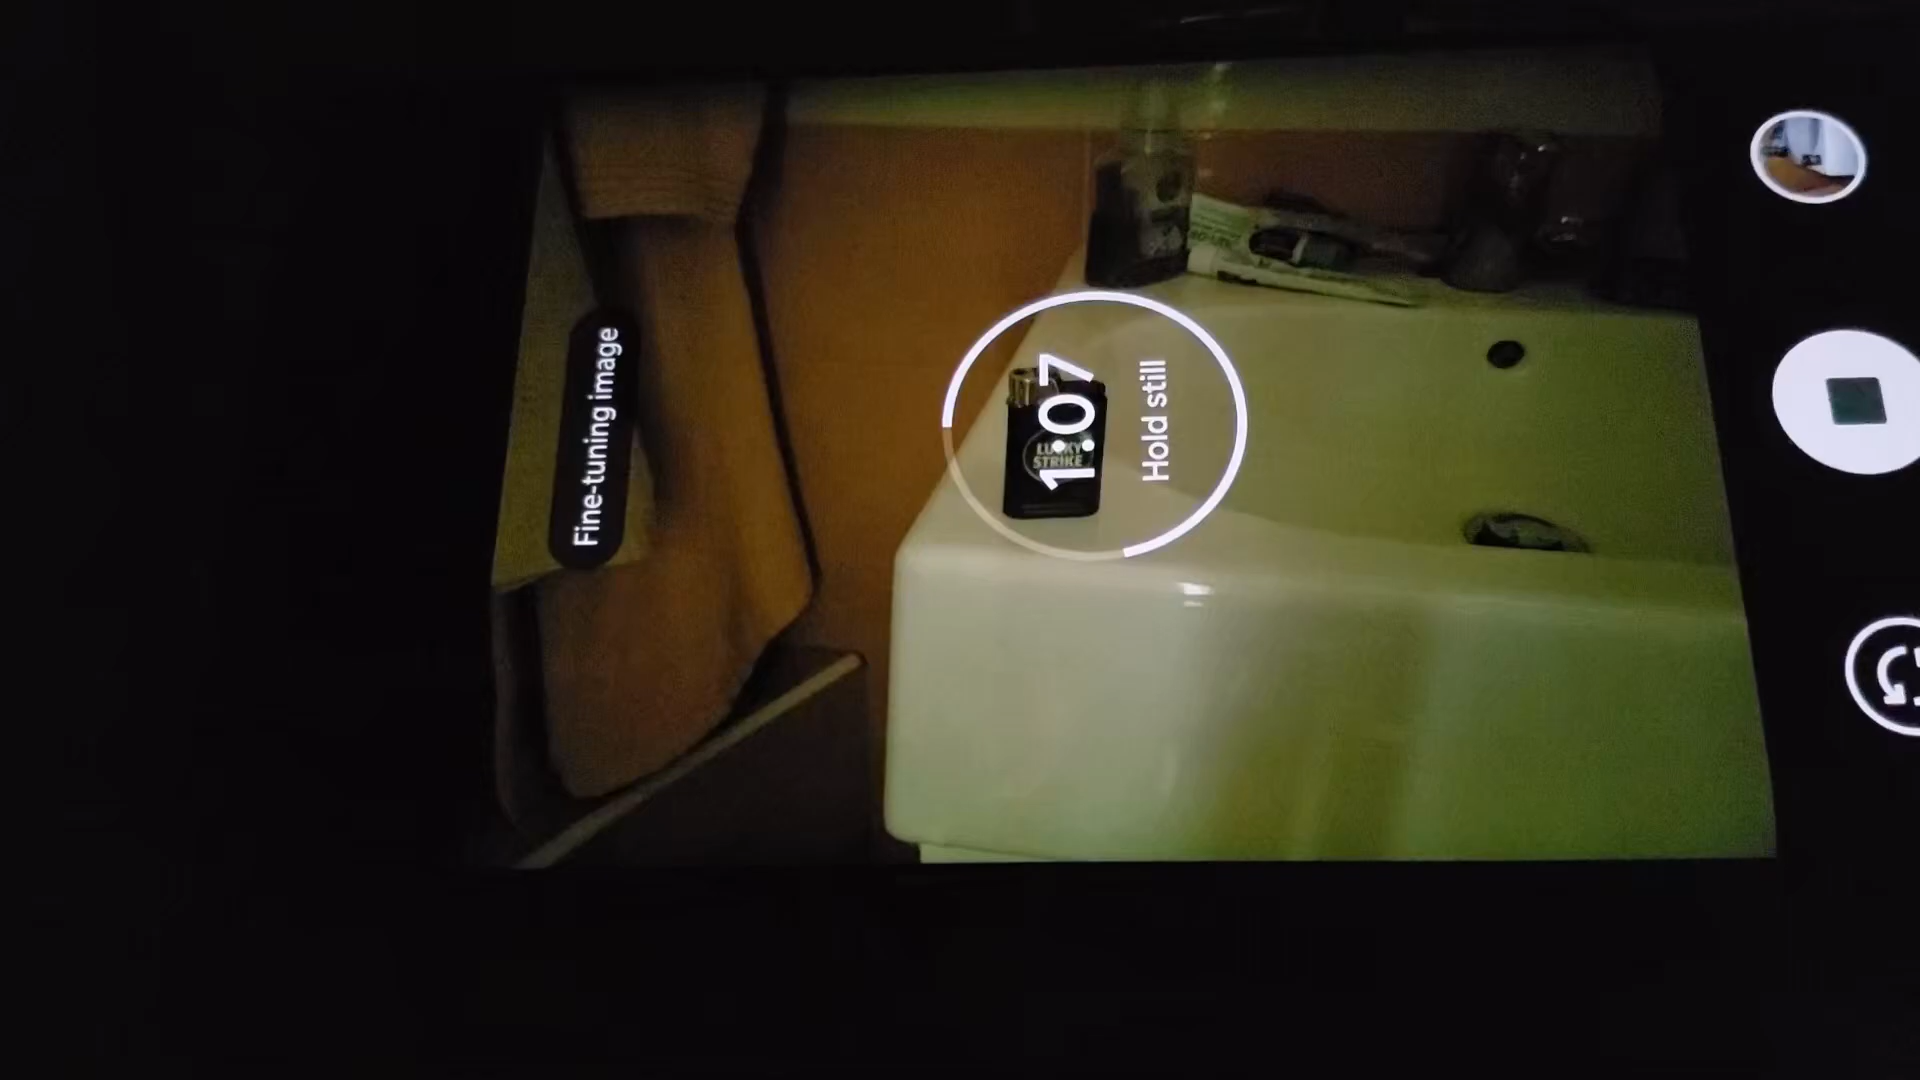 Fine-tuning image
1:07
Hold still
LUCKY
STRIKE